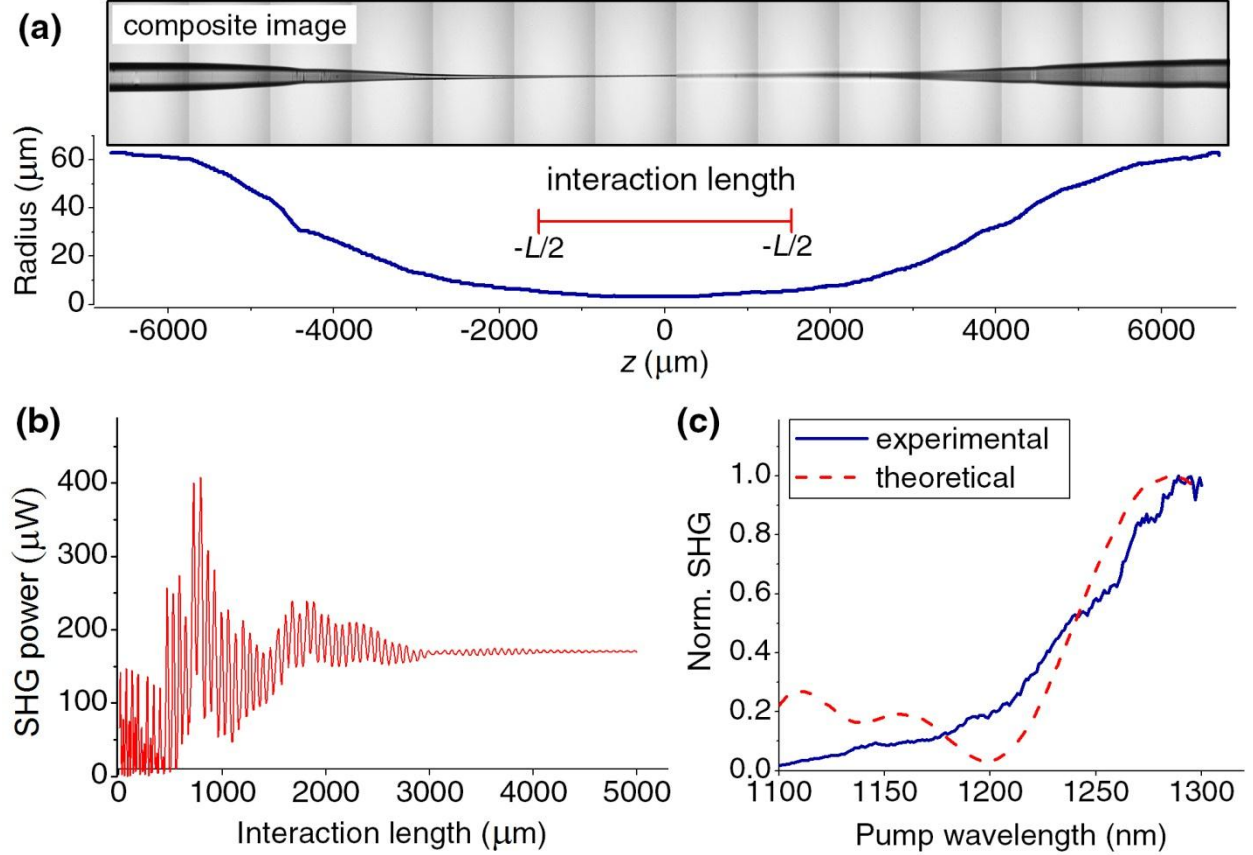 (a)
composite image
Radius (μm)
60
40
20
0
interaction length
-L/2
-L/2
-6000
-4000
-2000
0
2000
4000
6000
z (μm)
(b)
SHG power (μW)
400
300
200
100
0
0
1000
2000
3000
4000
5000
Interaction length (μm)
(c)
experimental
theoretical
Norm. SHG
1.0
0.8
0.6
0.4
0.2
0.0
1100
1150
1200
1250
1300
Pump wavelength (nm)